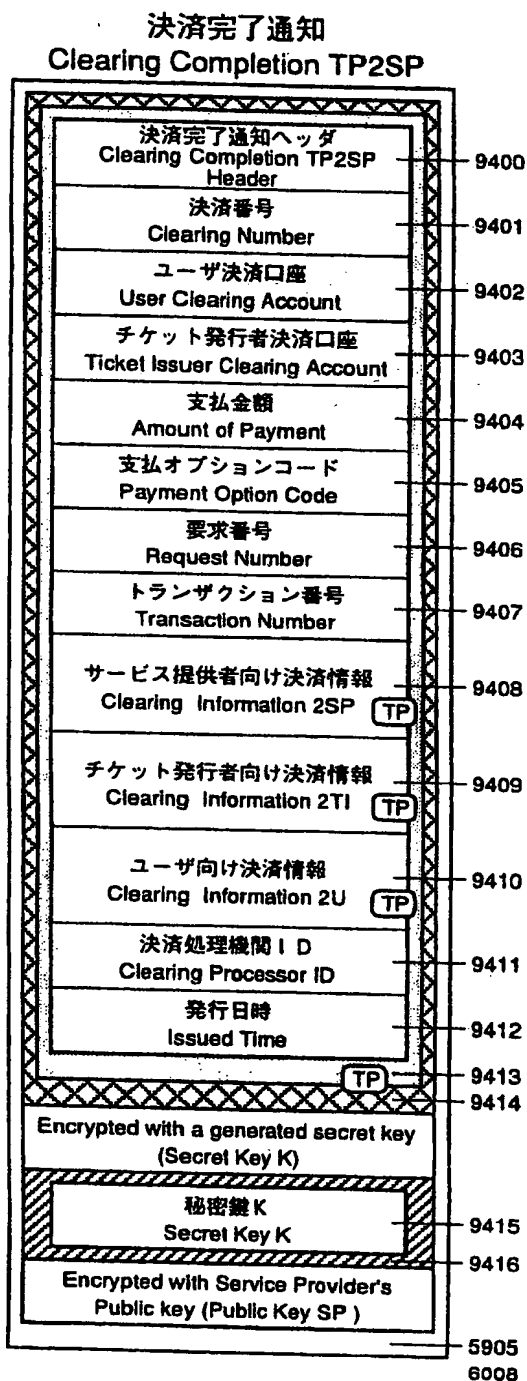 決済完了通知
Clearing Completion TP2SP
決済完了通知ヘッダ
Clearing Completion TP2SP
Header
9400
決済番号
Clearing Number
9401
ユーザ決済口座
User Clearing Account
9402
チケット発行者決済口座
Ticket Issuer Clearing Account
9403
支払金額
Amount of Payment
9404
支払オプションコード
Payment Option Code
9405
要求番号
Request Number
9406
トランザクション番号
Transaction Number
9407
サービス提供者向け決済情報
Clearing Information 2SP
TP
9408
チケット発行者向け決済情報
Clearing Information 2TI
TP
9409
ユーザ向け決済情報
Clearing Information 2U
TP
9410
決済処理機関ID
Clearing Processor ID
9411
発行日時
Issued Time
9412
TP
9413
9414
Encrypted with a generated secret key
(Secret Key K)
秘密鍵K
Secret Key K
9415
9416
Encrypted with Service Provider's
Public key (Public Key SP )
5905
6008